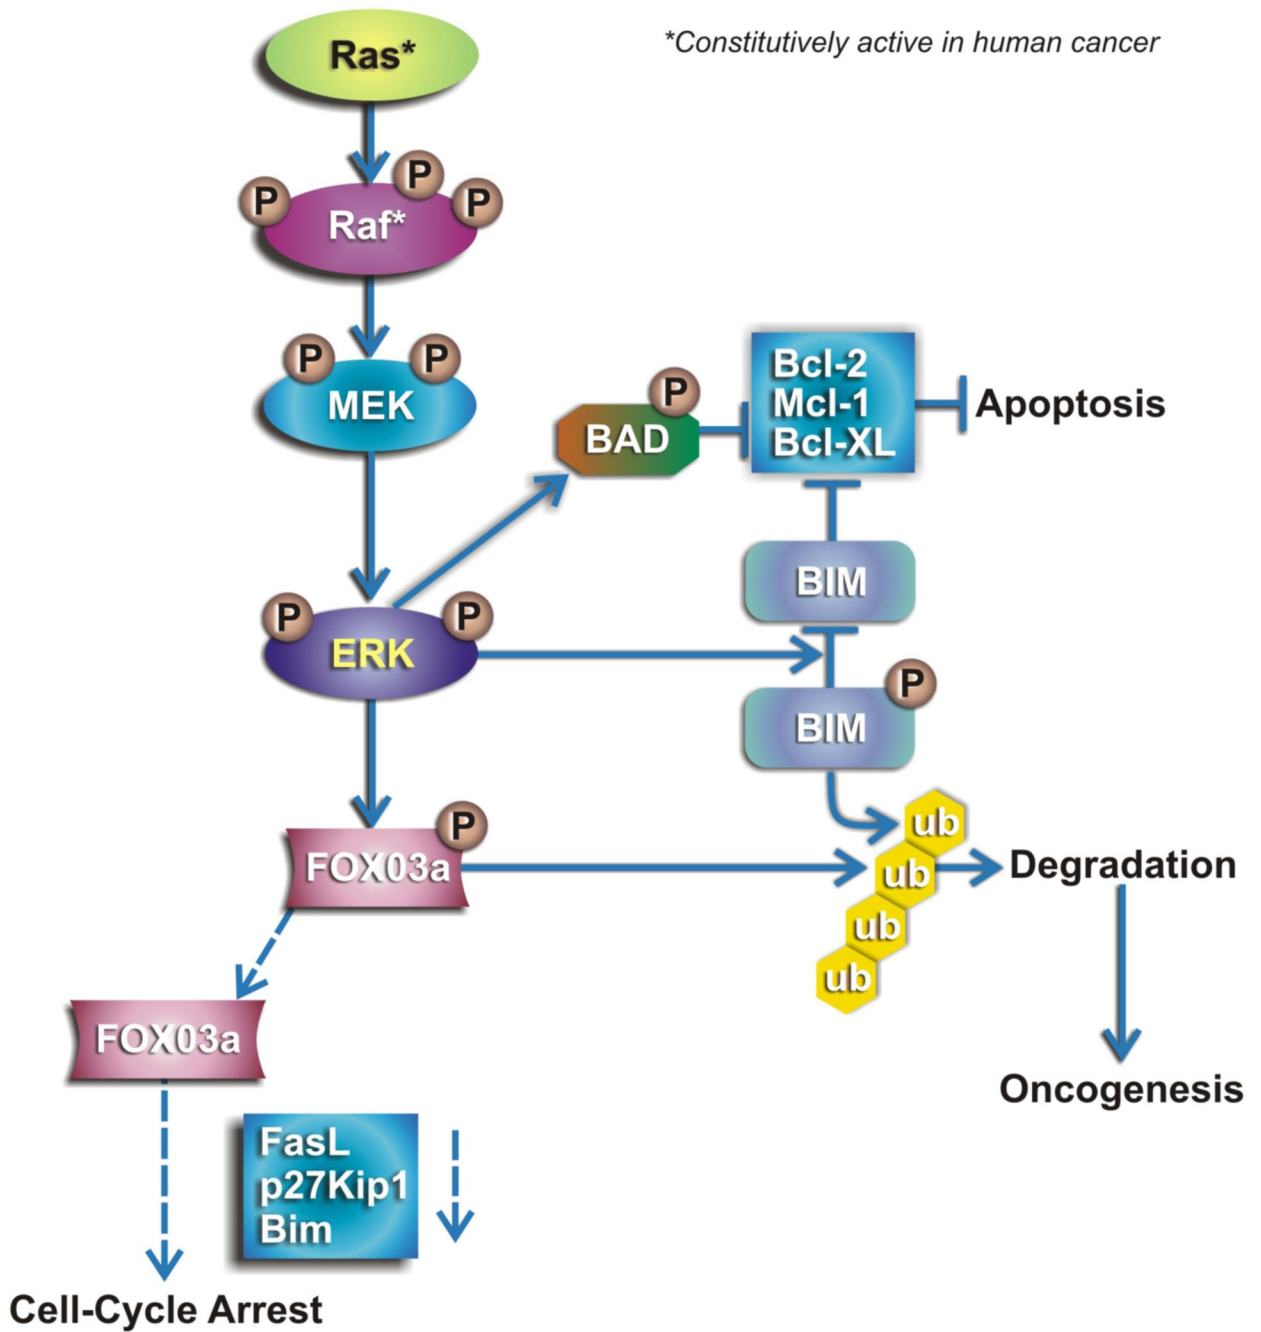 Ras*
*Constitutively active in human cancer
P
P
P
Raf*
P
P
MEK
P
BAD
Bcl-2
Mcl-1
Bcl-XL
Apoptosis
BIM
P
P
ERK
P
BIM
P
FOX03a
ub
ub
ub
ub
Degradation
FOX03a
Oncogenesis
FasL
p27Kip1
Bim
Cell-Cycle Arrest